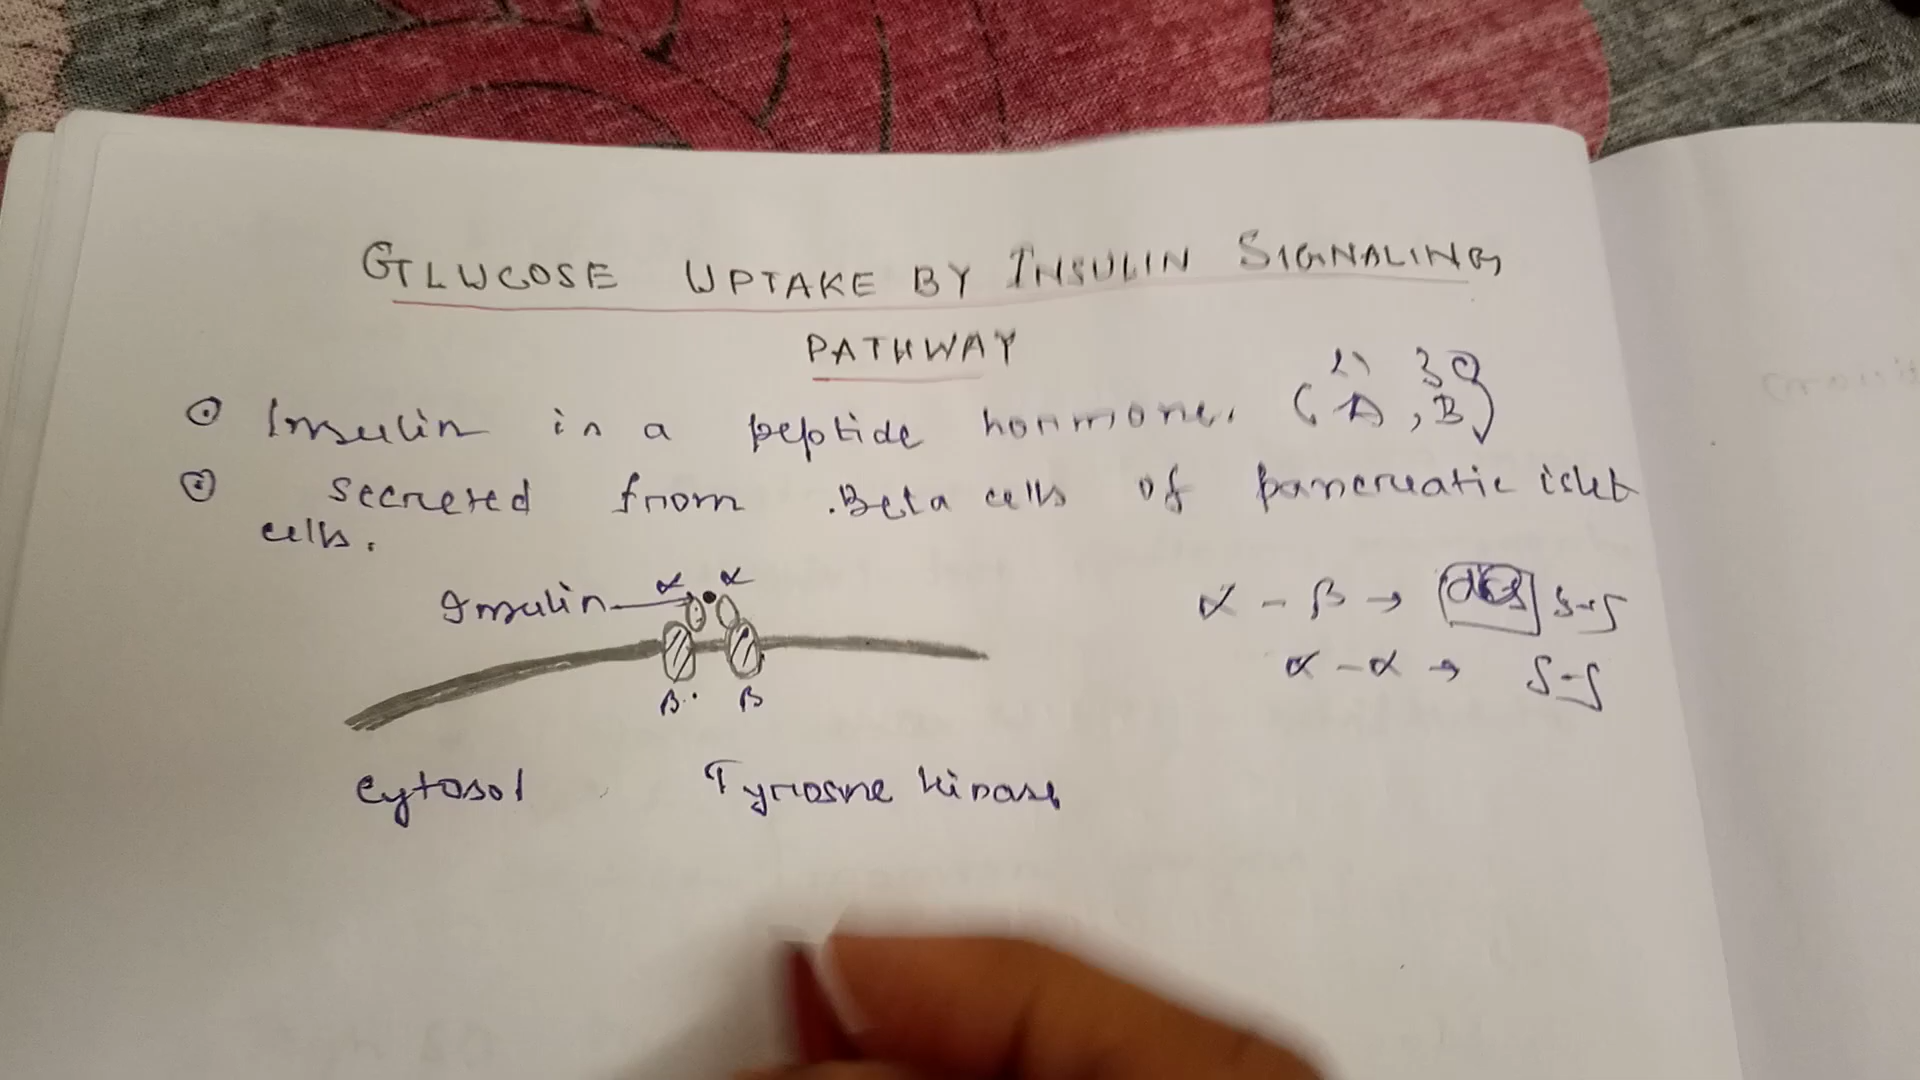 GLUCOSE UPTAKE BY INSULIN SIGNALING
PATHWAY
21 30
Insulin is a peptide hormone. (A, B)
secreted from Beta cells of pancreatic islet
cells.
Insulin α α
α - β → S-S
α - α → S-S
β β
Cytosol Tyrosne kinase